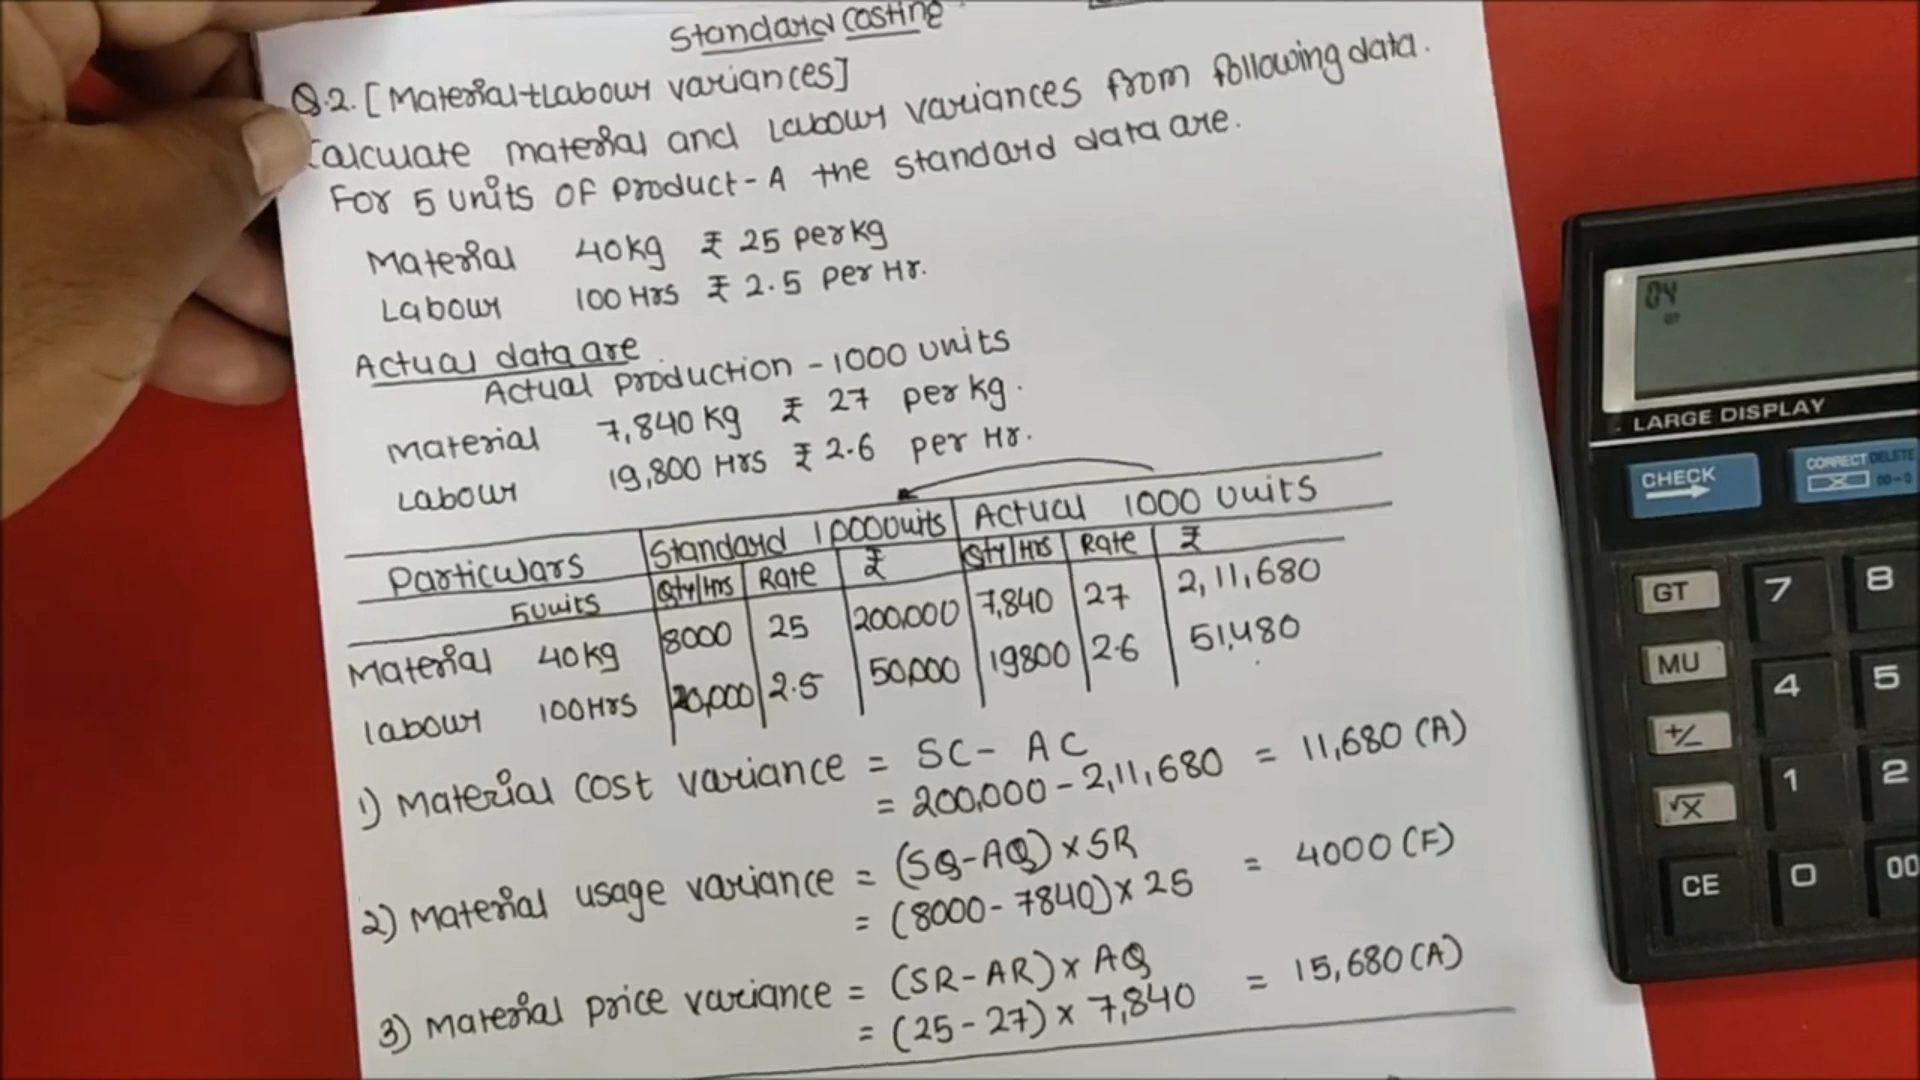 Standard Costing
Q.2. [Material+Labour variances]
Calculate material and Labour variances from following data.
For 5 units of Product-A the standard data are.
Material 40kg ₹ 25 per kg
Labour 100 Hrs ₹ 2.5 per Hr.
Actual data are
Actual production - 1000 units
Material 7,840 kg ₹ 27 per kg.
Labour 19,800 Hrs ₹ 2.6 per Hr.
Particulars Standard 1000 units Actual 1000 units
5 units Qty/Hrs Rate ₹ Qty/Hrs Rate ₹
Material 40kg 8000 25 200,000 7,840 27 2,11,680
labour 100Hrs 20,000 2.5 50,000 19800 2.6 51,480
1) Material cost variance = SC - AC
= 200,000 - 2,11,680 = 11,680 (A)
2) Material usage variance = (SQ-AQ) x SR
= (8000 - 7840) x 25 = 4000 (F)
3) Material price variance = (SR-AR) x AQ
= (25-27) x 7,840 = 15,680 (A)
04
LARGE DISPLAY
CHECK
CORRECT DELETE
00→0
GT 7 8
MU 4 5
+/- 1 2
√X
CE 0 00